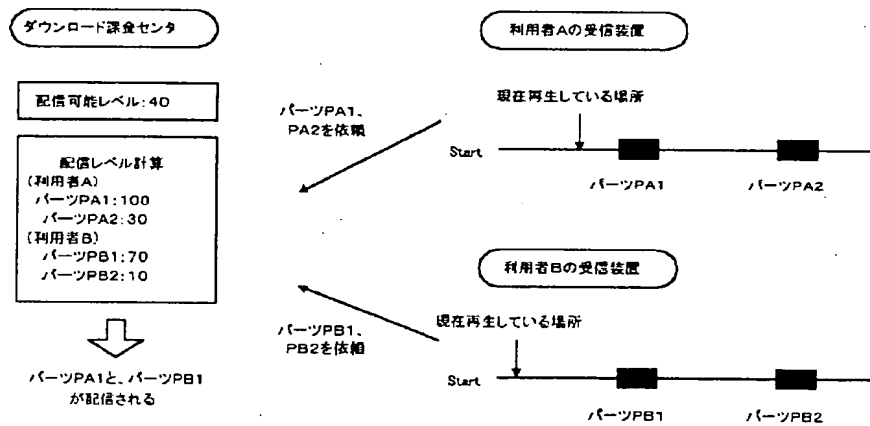 ダウンロード課金センタ
配信可能レベル:40
配信レベル計算
(利用者A)
パーツPA1:100
パーツPA2:30
(利用者B)
パーツPB1:70
パーツPB2:10
パーツPA1と、パーツPB1
が配信される
パーツPA1、
PA2を依頼
パーツPB1、
PB2を依頼
利用者Aの受信装置
現在再生している場所
Start
パーツPA1
パーツPA2
利用者Bの受信装置
現在再生している場所
Start
パーツPB1
パーツPB2